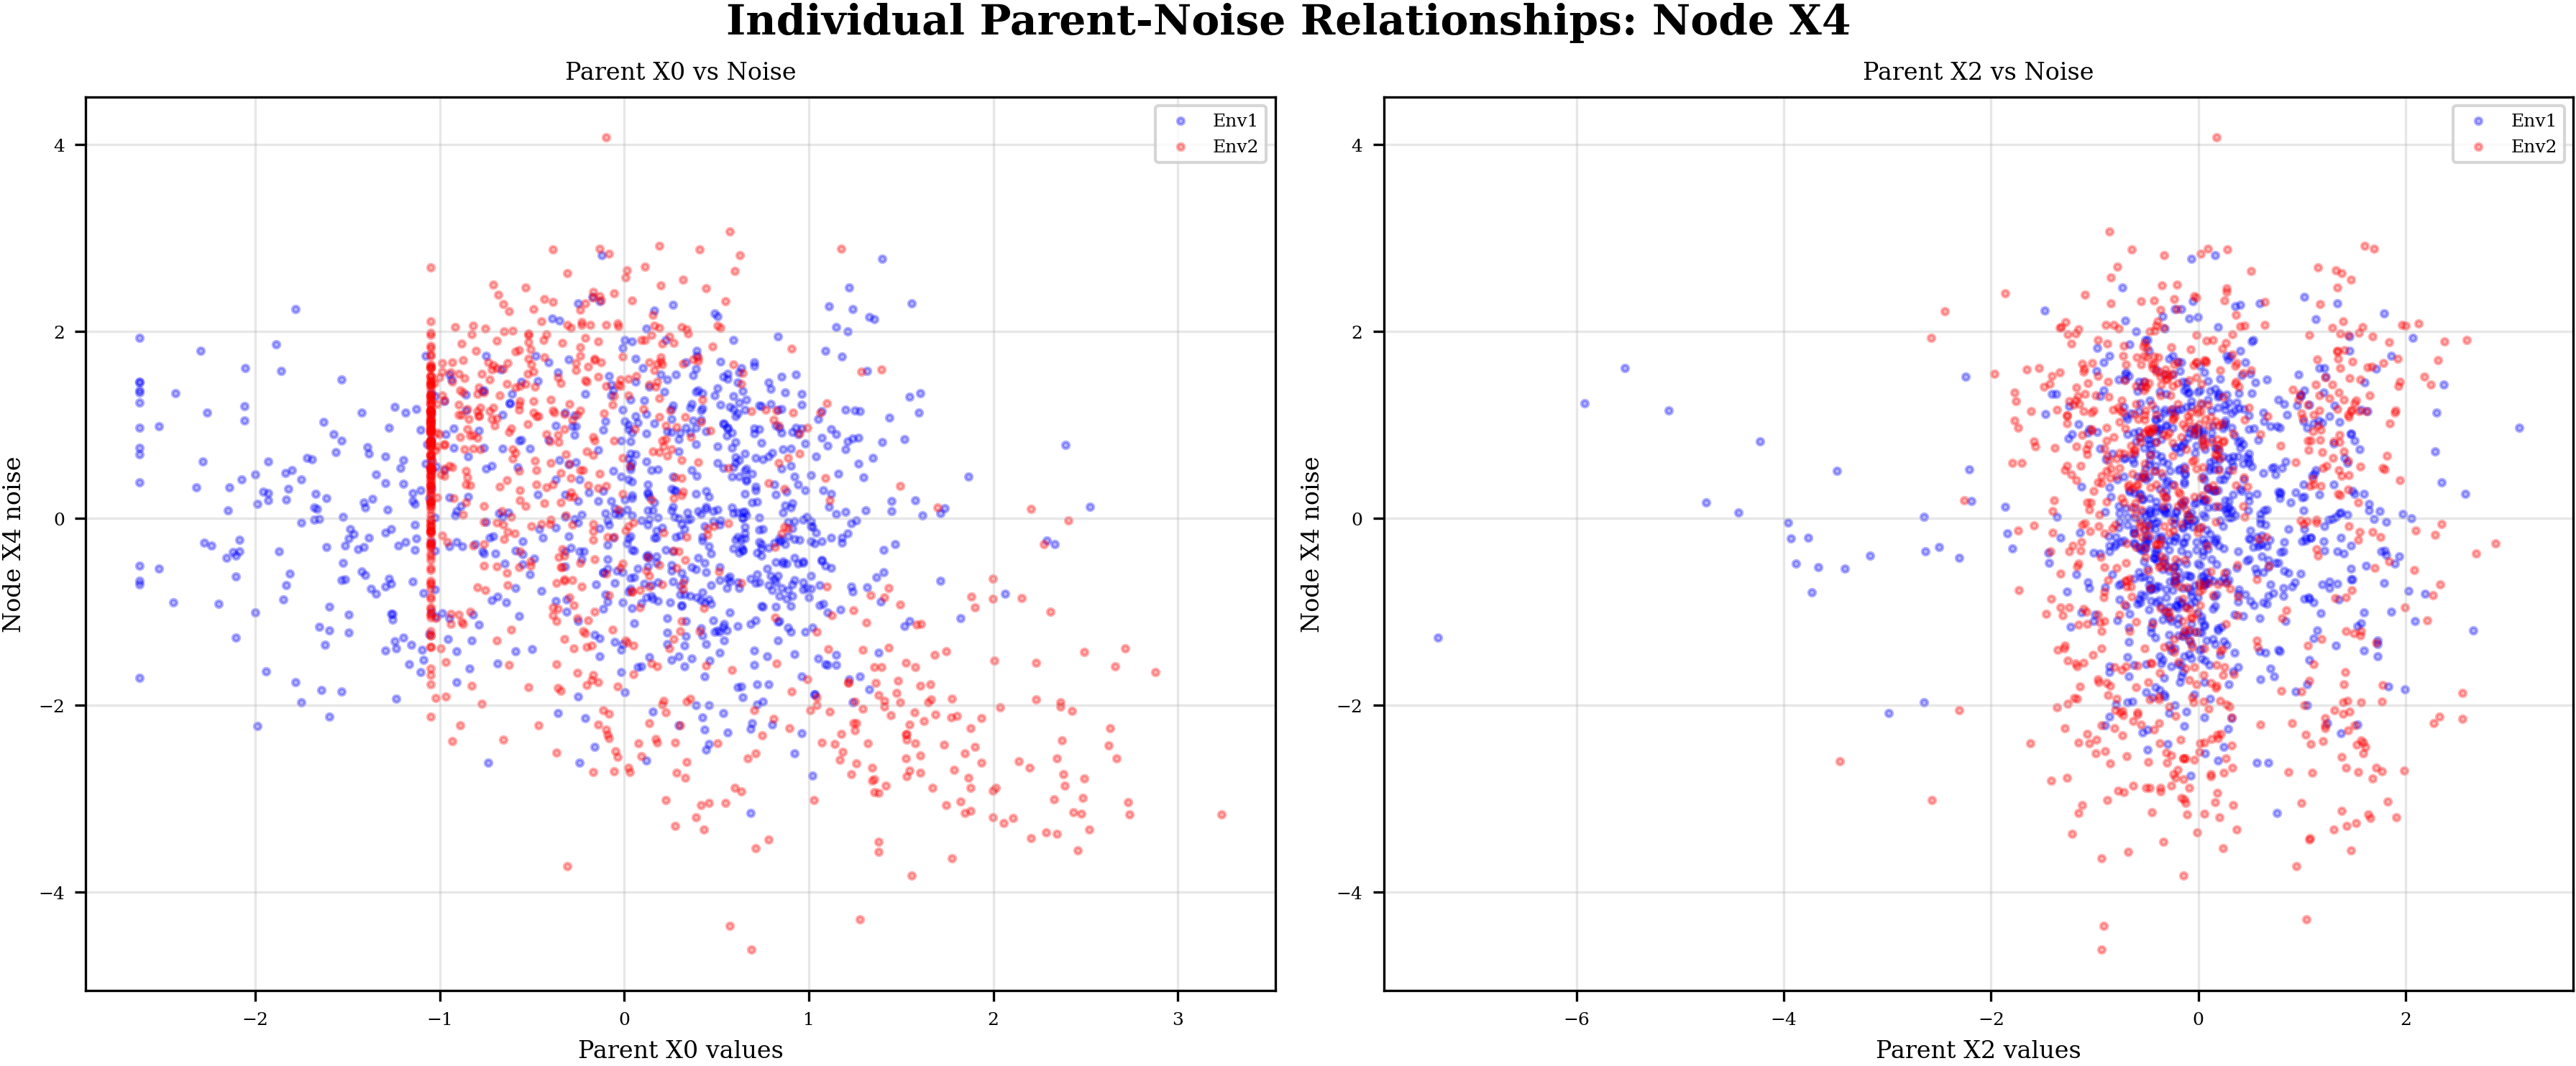 Individual Parent-Noise Relationships: Node X4
Parent X0 vs Noise
Node X4 noise
4
2
0
−2
−4
−2
−1
0
1
2
3
Parent X0 values
Env1
Env2
Parent X2 vs Noise
Node X4 noise
4
2
0
−2
−4
−6
−4
−2
0
2
Parent X2 values
Env1
Env2